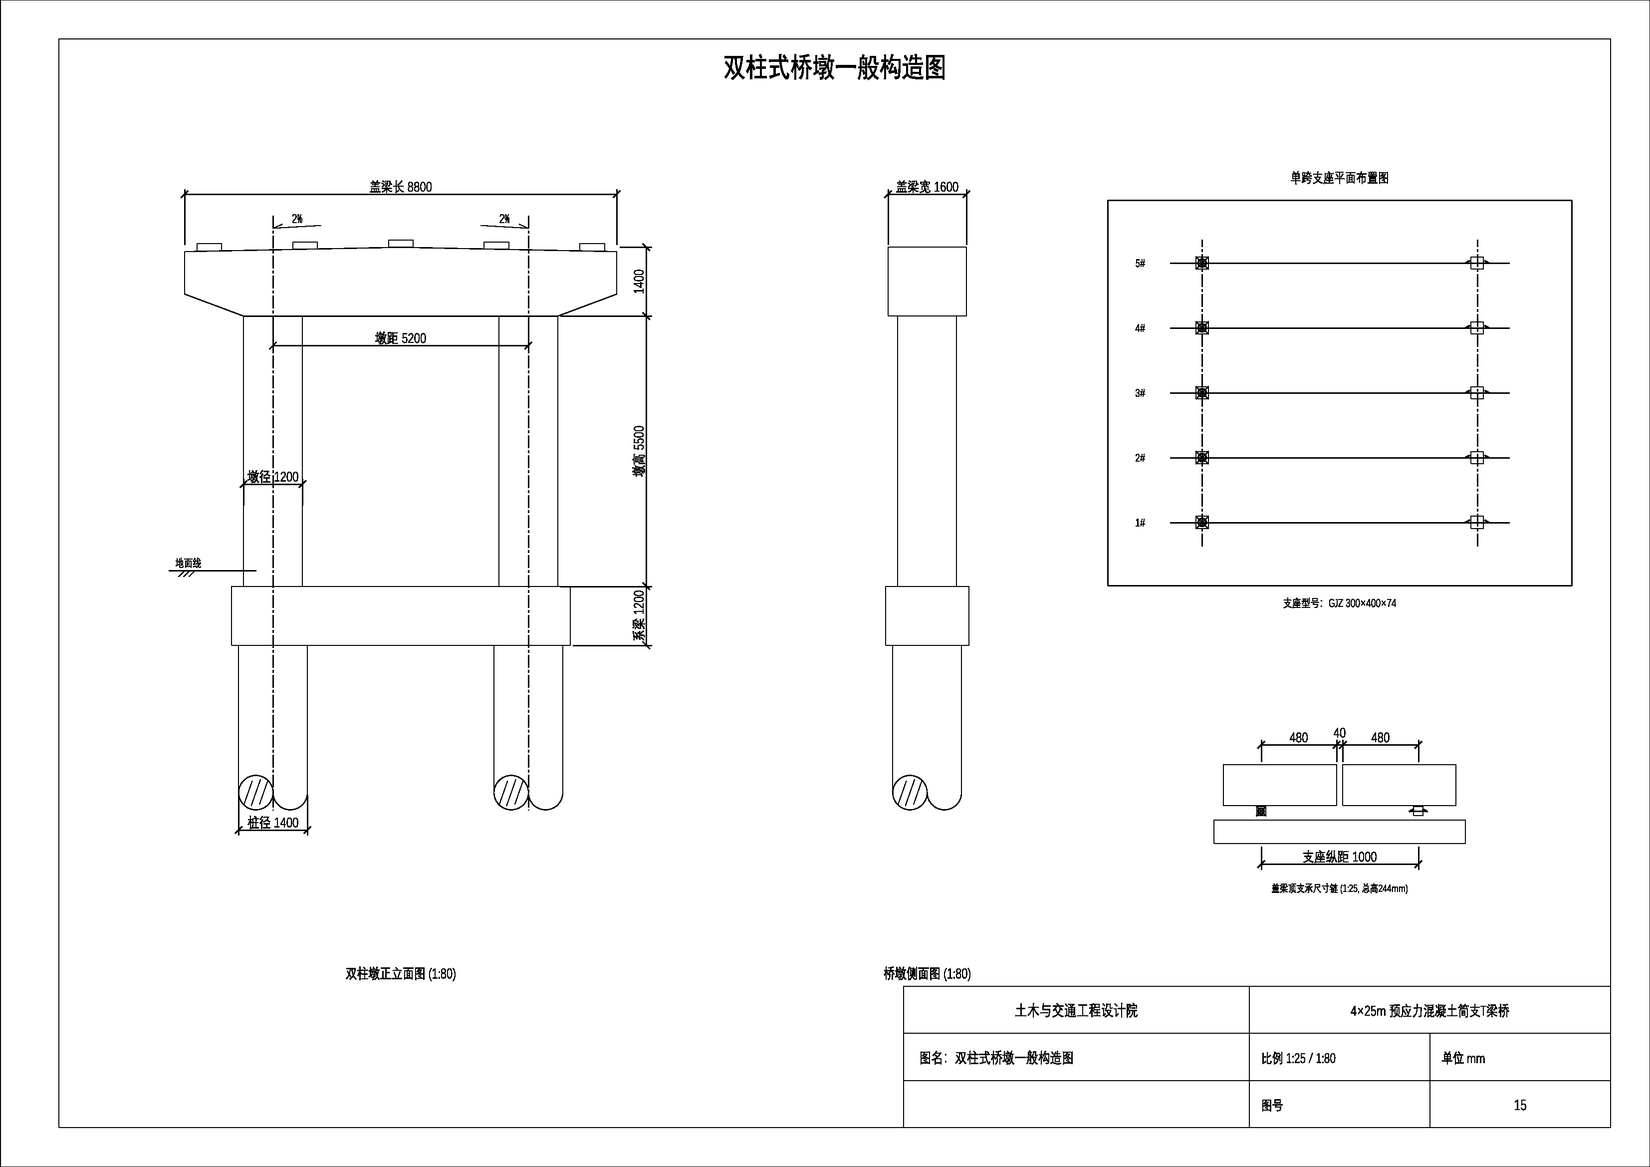 双柱式桥墩一般构造图
盖梁长 8800
2%
2%
1400
墩距 5200
墩高 5500
墩径 1200
地面线
系梁 1200
桩径 1400
双柱墩正立面图 (1:80)
盖梁宽 1600
桥墩侧面图 (1:80)
单跨支座平面布置图
5#
4#
3#
2#
1#
支座型号：GJZ 300×400×74
480
40
480
支座纵距 1000
盖梁顶支承尺寸链 (1:25, 总高244mm)
土木与交通工程设计院
4×25m 预应力混凝土简支T梁桥
图名：双柱式桥墩一般构造图
比例 1:25 / 1:80
单位 mm
图号
15